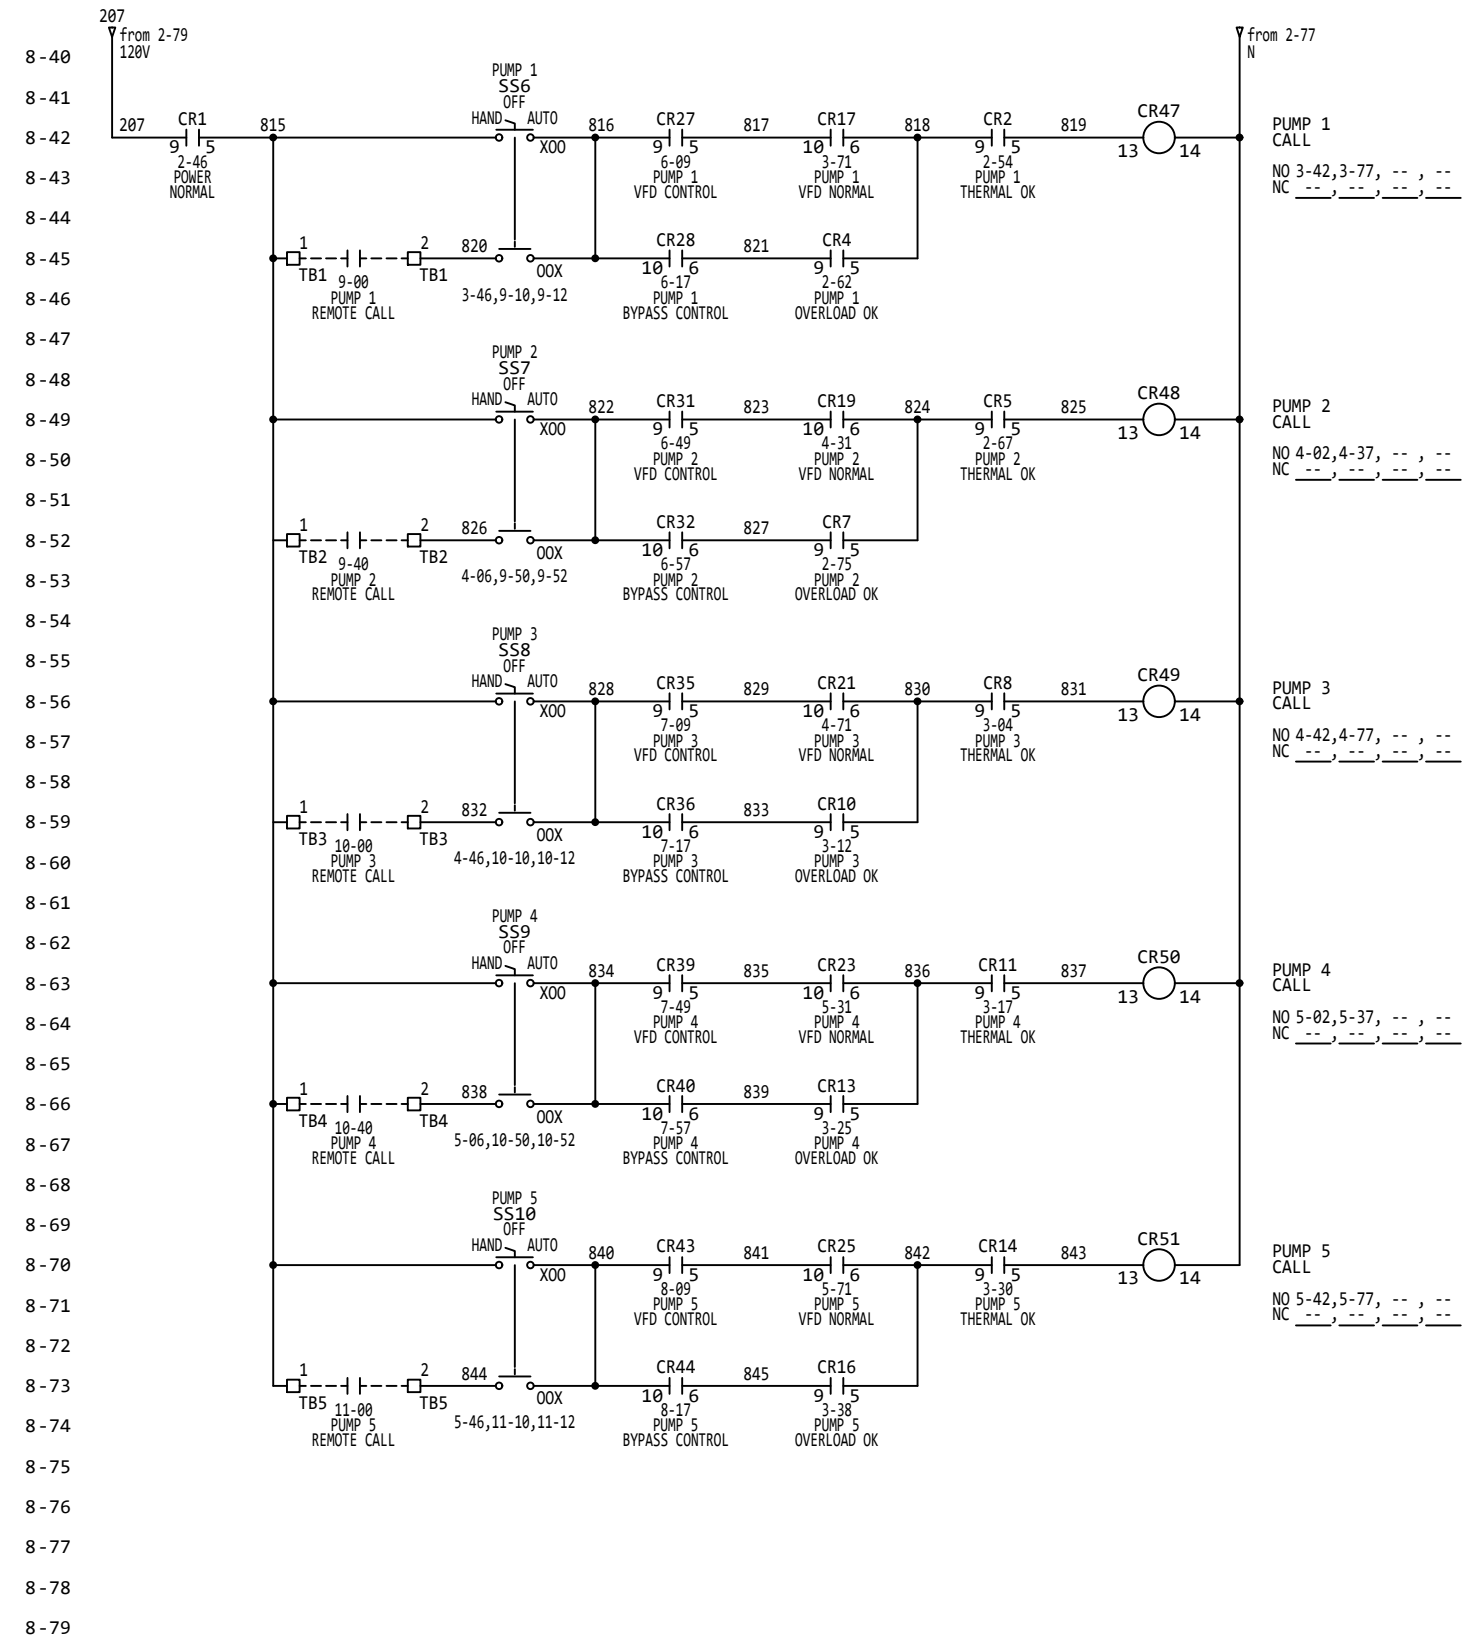 207
from 2-79
120V
from 2-77
N
8-40
8-41
8-42
8-43
8-44
8-45
8-46
8-47
8-48
8-49
8-50
8-51
8-52
8-53
8-54
8-55
8-56
8-57
8-58
8-59
8-60
8-61
8-62
8-63
8-64
8-65
8-66
8-67
8-68
8-69
8-70
8-71
8-72
8-73
8-74
8-75
8-76
8-77
8-78
8-79
207
CR1
9 5
2-46
POWER
NORMAL
815
PUMP 1
SS6
OFF
HAND AUTO
XOO
816
CR27
9 5
6-09
PUMP 1
VFD CONTROL
817
CR17
10 6
3-71
PUMP 1
VFD NORMAL
818
CR2
9 5
2-54
PUMP 1
THERMAL OK
819
CR47
13 14
PUMP 1
CALL
NO 3-42,3-77, -- , --
NC -- , -- , -- , --
1
TB1
9-00
PUMP 1
REMOTE CALL
2
TB1
820
OOX
3-46,9-10,9-12
CR28
10 6
6-17
PUMP 1
BYPASS CONTROL
821
CR4
9 5
2-62
PUMP 1
OVERLOAD OK
PUMP 2
SS7
OFF
HAND AUTO
XOO
822
CR31
9 5
6-49
PUMP 2
VFD CONTROL
823
CR19
10 6
4-31
PUMP 2
VFD NORMAL
824
CR5
9 5
2-67
PUMP 2
THERMAL OK
825
CR48
13 14
PUMP 2
CALL
NO 4-02,4-37, -- , --
NC -- , -- , -- , --
1
TB2
9-40
PUMP 2
REMOTE CALL
2
TB2
826
OOX
4-06,9-50,9-52
CR32
10 6
6-57
PUMP 2
BYPASS CONTROL
827
CR7
9 5
2-75
PUMP 2
OVERLOAD OK
PUMP 3
SS8
OFF
HAND AUTO
XOO
828
CR35
9 5
7-09
PUMP 3
VFD CONTROL
829
CR21
10 6
4-71
PUMP 3
VFD NORMAL
830
CR8
9 5
3-04
PUMP 3
THERMAL OK
831
CR49
13 14
PUMP 3
CALL
NO 4-42,4-77, -- , --
NC -- , -- , -- , --
1
TB3
10-00
PUMP 3
REMOTE CALL
2
TB3
832
OOX
4-46,10-10,10-12
CR36
10 6
7-17
PUMP 3
BYPASS CONTROL
833
CR10
9 5
3-12
PUMP 3
OVERLOAD OK
PUMP 4
SS9
OFF
HAND AUTO
XOO
834
CR39
9 5
7-49
PUMP 4
VFD CONTROL
835
CR23
10 6
5-31
PUMP 4
VFD NORMAL
836
CR11
9 5
3-17
PUMP 4
THERMAL OK
837
CR50
13 14
PUMP 4
CALL
NO 5-02,5-37, -- , --
NC -- , -- , -- , --
1
TB4
10-40
PUMP 4
REMOTE CALL
2
TB4
838
OOX
5-06,10-50,10-52
CR40
10 6
7-57
PUMP 4
BYPASS CONTROL
839
CR13
9 5
3-25
PUMP 4
OVERLOAD OK
PUMP 5
SS10
OFF
HAND AUTO
XOO
840
CR43
9 5
8-09
PUMP 5
VFD CONTROL
841
CR25
10 6
5-71
PUMP 5
VFD NORMAL
842
CR14
9 5
3-30
PUMP 5
THERMAL OK
843
CR51
13 14
PUMP 5
CALL
NO 5-42,5-77, -- , --
NC -- , -- , -- , --
1
TB5
11-00
PUMP 5
REMOTE CALL
2
TB5
844
OOX
5-46,11-10,11-12
CR44
10 6
8-17
PUMP 5
BYPASS CONTROL
845
CR16
9 5
3-38
PUMP 5
OVERLOAD OK